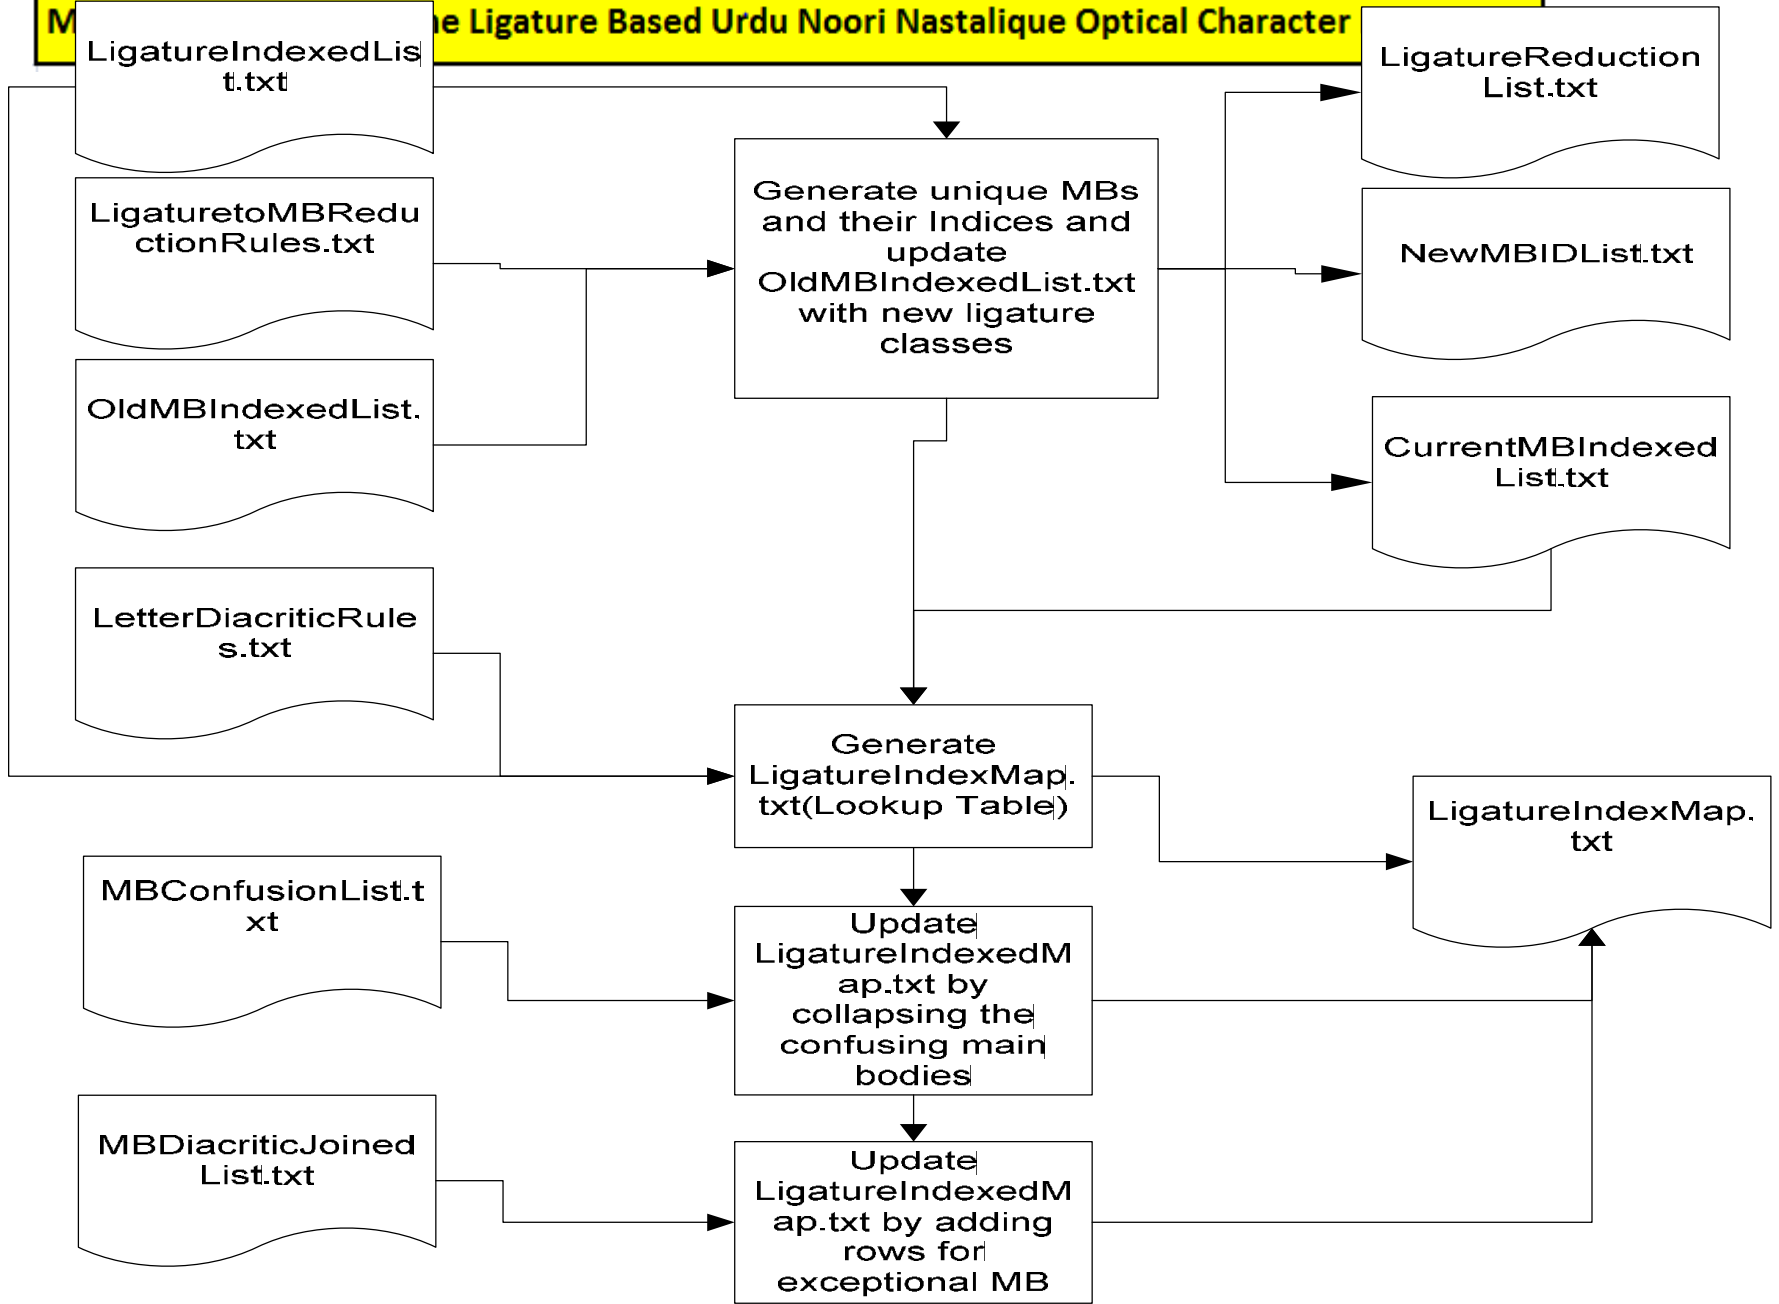 M
ne Ligature Based Urdu Noori Nastalique Optical Character
LigatureIndexedLis
t.txt
LigatureReduction
List.txt
Generate unique MBs
and their Indices and
update
OldMBIndexedList.txt
with new ligature
classes
LigaturetoMBRedu
ctionRules.txt
NewMBIDList.txt
OldMBIndexedList.
txt
CurrentMBIndexed
List.txt
LetterDiacriticRule
s.txt
Generate
LigatureIndexMap.
txt(Lookup Table)
LigatureIndexMap.
txt
MBConfusionList.t
xt
Update
LigatureIndexedM
ap.txt by
collapsing the
confusing main
bodies
MBDiacriticJoined
List.txt
Update
LigatureIndexedM
ap.txt by adding
rows for
exceptional MB